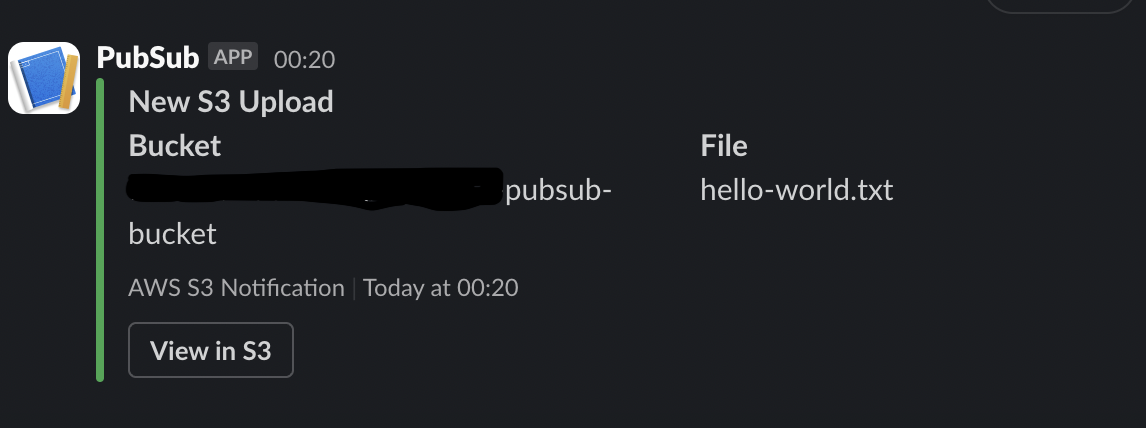 PubSub APP 00:20
New S3 Upload
Bucket File
pubsub- hello-world.txt
bucket
AWS S3 Notification | Today at 00:20
View in S3